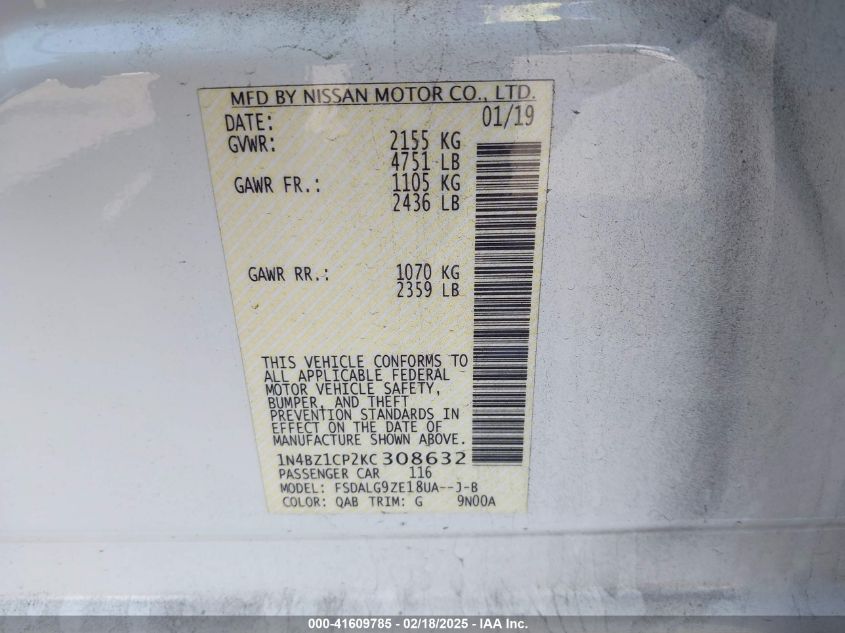 MFD BY NISSAN MOTOR CO., LTD.
DATE: 01/19
GVWR: 2155 KG
4751 LB
GAWR FR.: 1105 KG
2436 LB
GAWR RR.: 1070 KG
2359 LB
THIS VEHICLE CONFORMS TO
ALL APPLICABLE FEDERAL
MOTOR VEHICLE SAFETY,
BUMPER, AND THEFT
PREVENTION STANDARDS IN
EFFECT ON THE DATE OF
MANUFACTURE SHOWN ABOVE.
1N4BZ1CP2KC308632
PASSENGER CAR 116
MODEL: FSDALG9ZE18UA--J-B
COLOR: QAB TRIM: G 9N00A
000-41609785 - 02/18/2025 - IAA Inc.